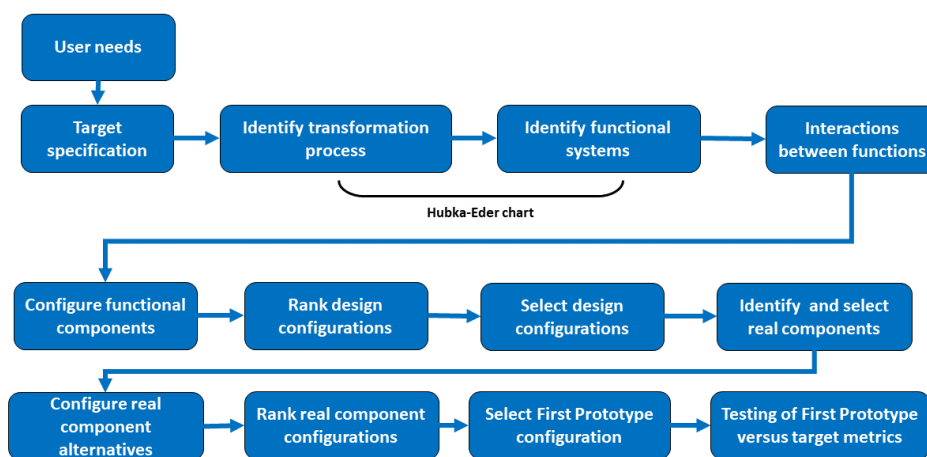 User needs
Target
specification
Identify transformation
process
Identify functional
systems
Interactions
between functions
Hubka-Eder chart
Configure functional
components
Rank design
configurations
Select design
configurations
Identify and select
real components
Configure real
component
alternatives
Rank real component
configurations
Select First Prototype
configuration
Testing of First Prototype
versus target metrics